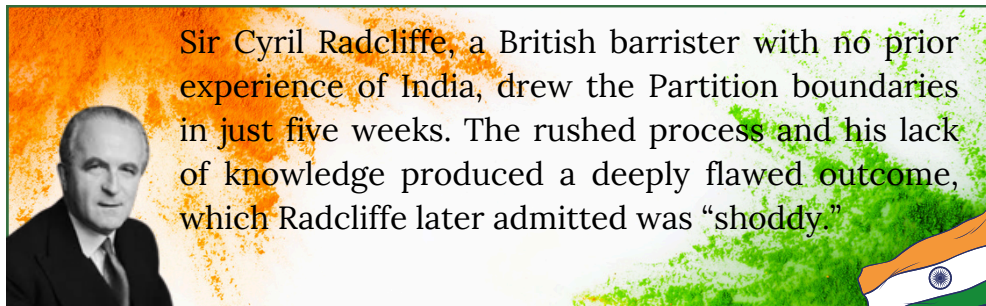 Sir Cyril Radcliffe, a British barrister with no prior
experience of India, drew the Partition boundaries
in just five weeks. The rushed process and his lack
of knowledge produced a deeply flawed outcome,
which Radcliffe later admitted was “shoddy.”